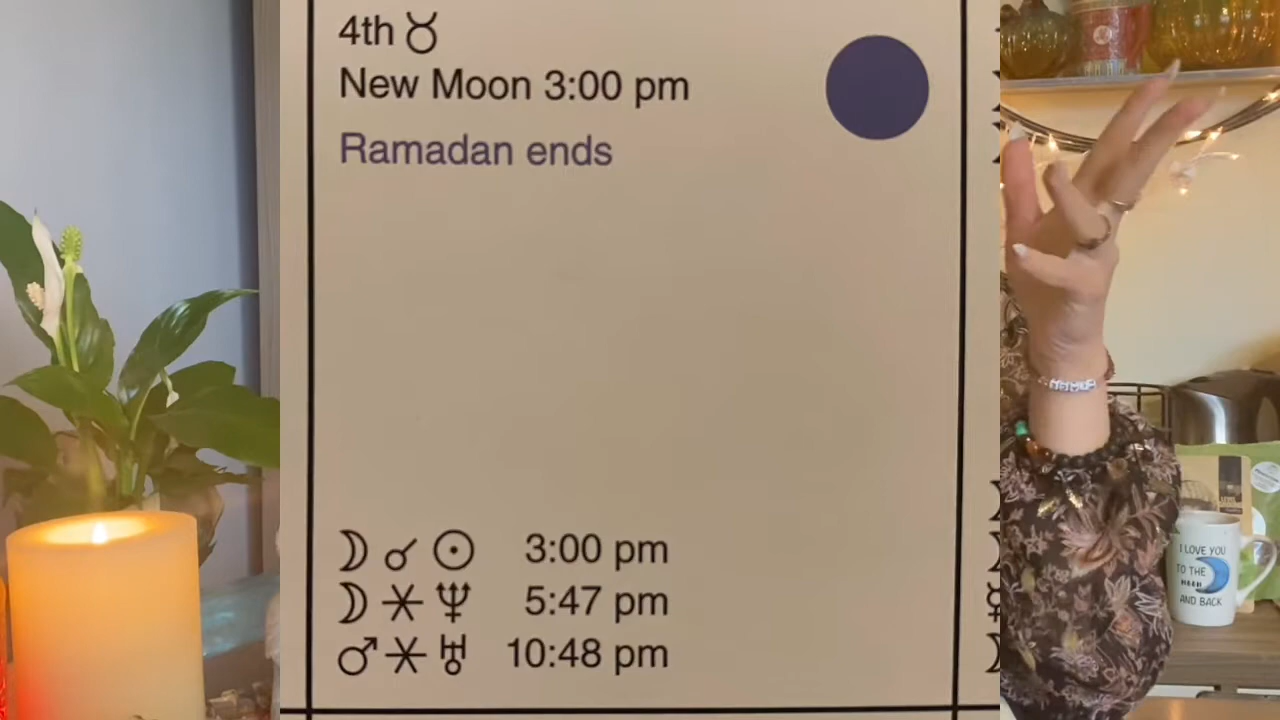 4th ♉
New Moon 3:00 pm
Ramadan ends
☽ ☌ ☉ 3:00 pm
☽ ⚹ ♆ 5:47 pm
♂ ⚹ ♅ 10:48 pm
I LOVE YOU
TO THE
MOON
AND BACK